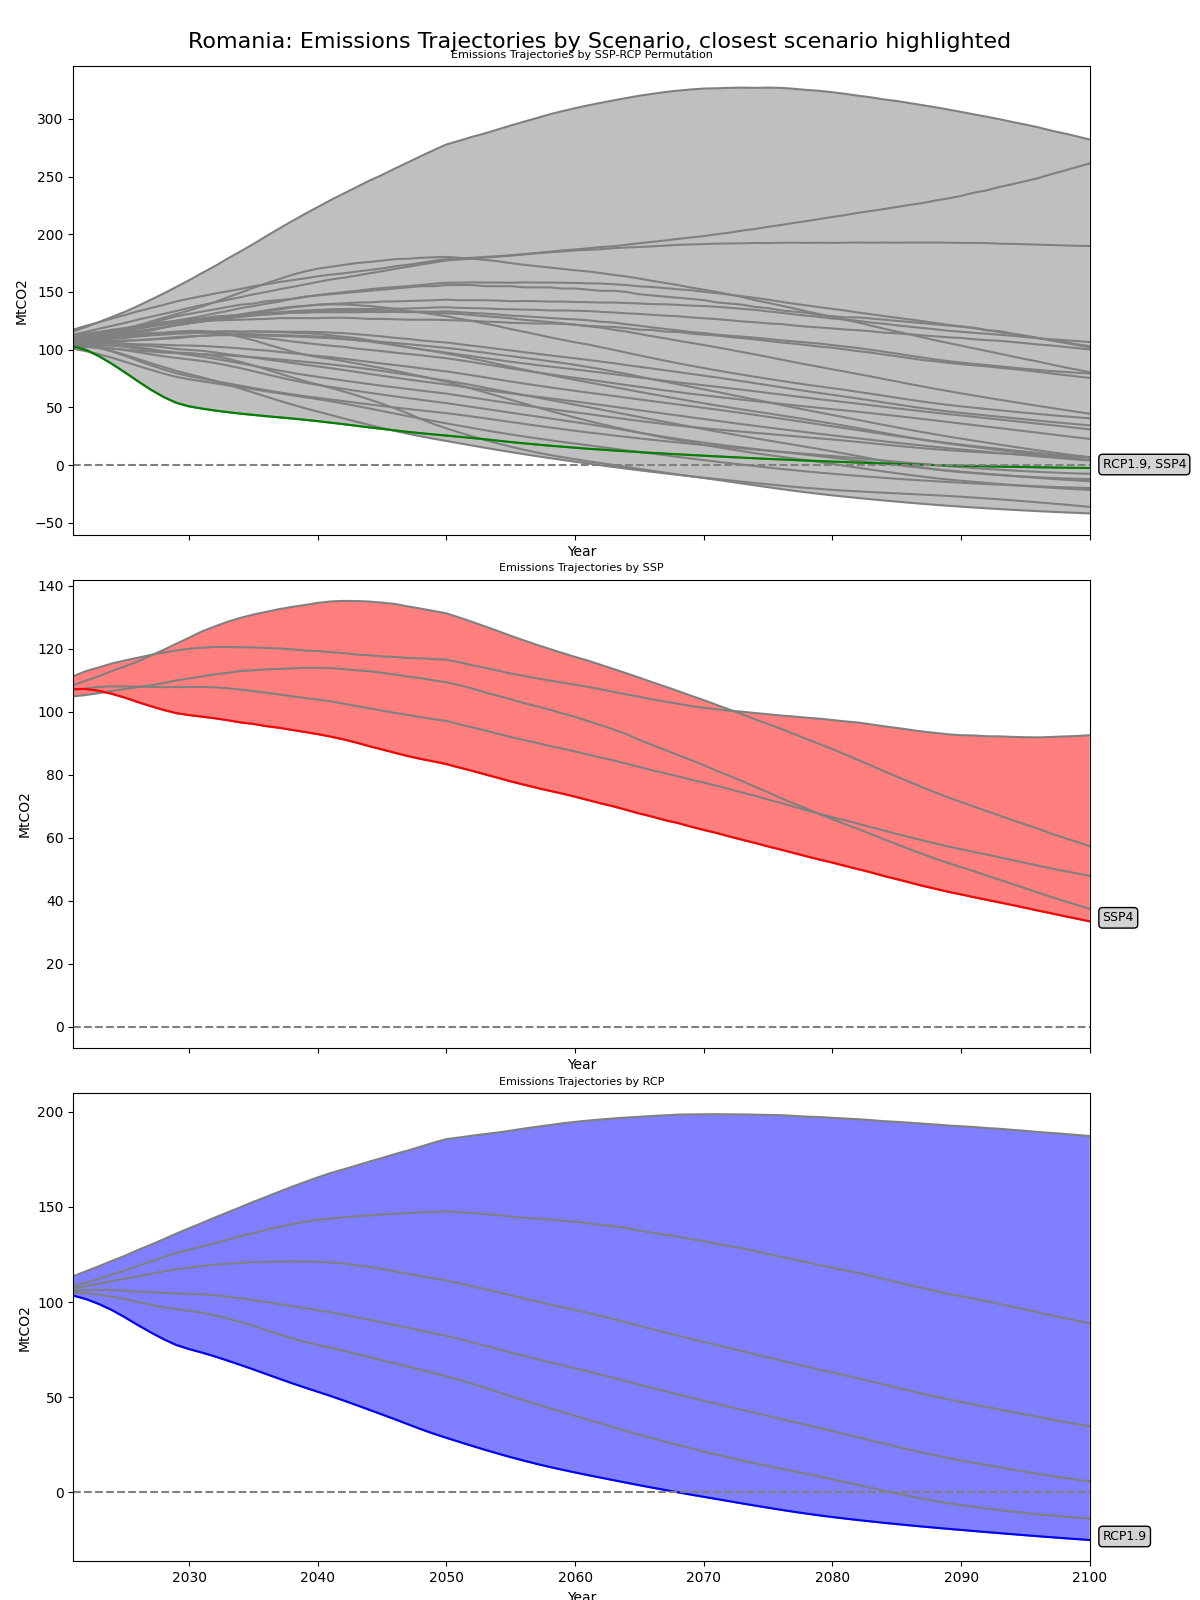 Romania: Emissions Trajectories by Scenario, closest scenario highlighted
Emissions Trajectories by SSP-RCP Permutation
300
250
200
150
100
50
0
−50
MtCO2
RCP1.9, SSP4
Year
Emissions Trajectories by SSP
140
120
100
80
60
40
20
0
MtCO2
SSP4
Year
Emissions Trajectories by RCP
200
150
100
50
0
MtCO2
RCP1.9
2030 2040 2050 2060 2070 2080 2090 2100
Year